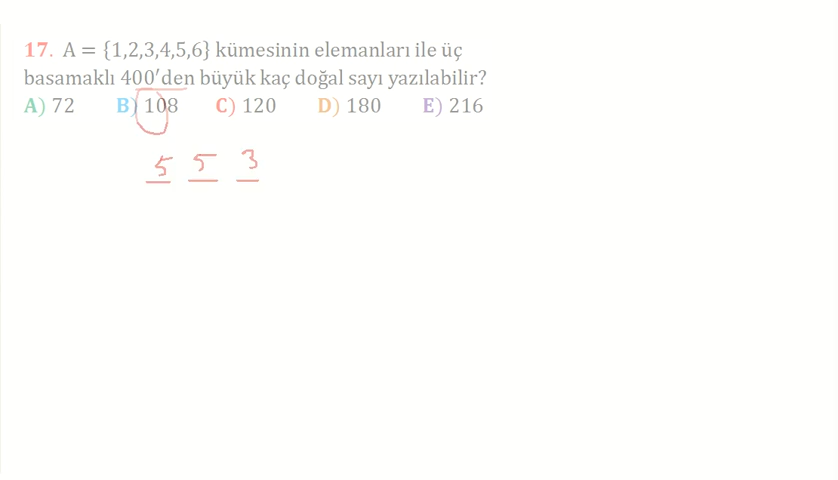 17. A = {1,2,3,4,5,6} kümesinin elemanları ile üç
basamaklı 400'den büyük kaç doğal sayı yazılabilir?
A) 72 B) 108 C) 120 D) 180 E) 216
5 5 3